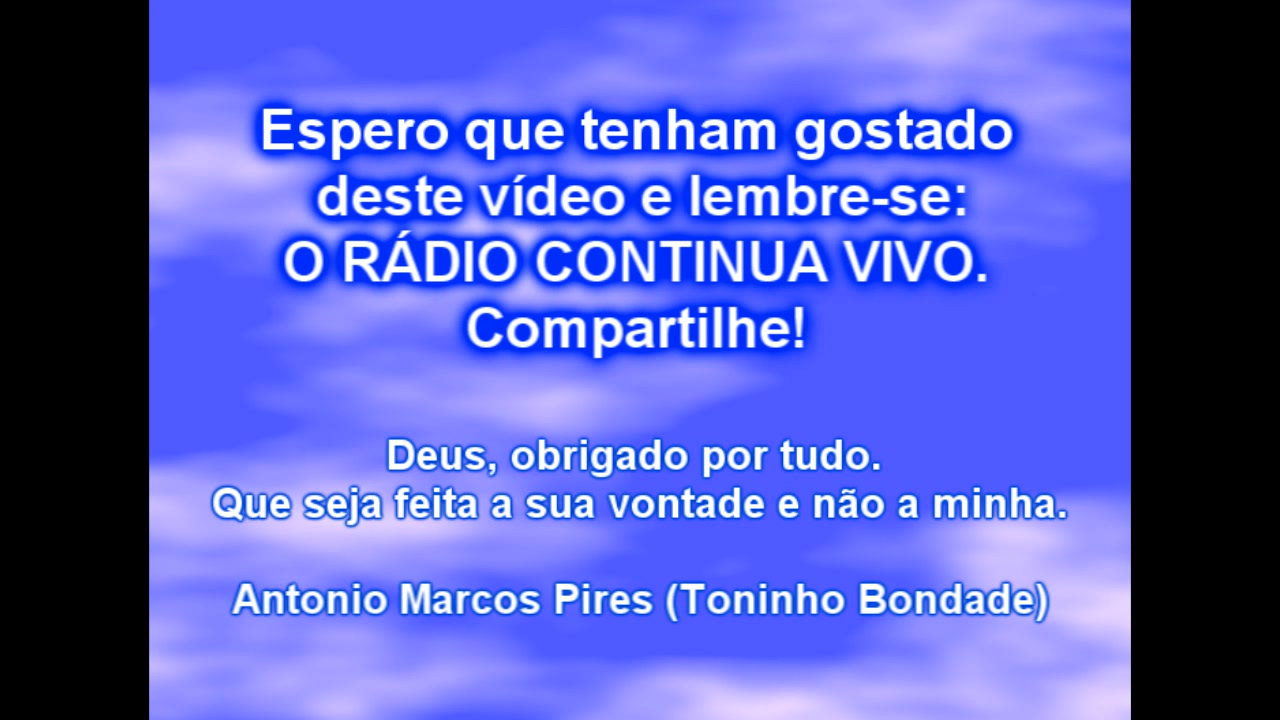 Espero que tenham gostado
deste vídeo e lembre-se:
O RÁDIO CONTINUA VIVO.
Compartilhe!
Deus, obrigado por tudo.
Que seja feita a sua vontade e não a minha.
Antonio Marcos Pires (Toninho Bondade)